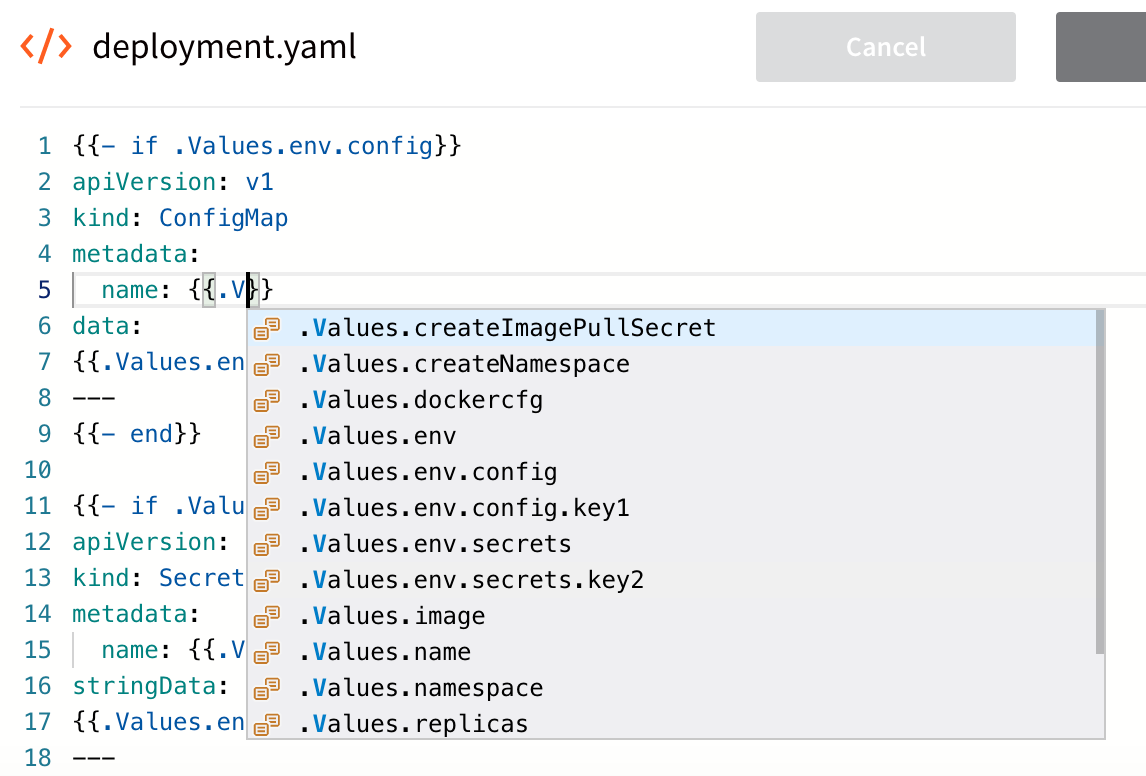 </> deployment.yaml
Cancel
1 {{- if .Values.env.config}}
2 apiVersion: v1
3 kind: ConfigMap
4 metadata:
5 name: {{.V}}
.Values.createImagePullSecret
6 data:
.Values.createNamespace
7 {{.Values.en
.Values.dockercfg
8 ---
.Values.env
9 {{- end}}
.Values.env.config
10
.Values.env.config.key1
11 {{- if .Valu
.Values.env.secrets
12 apiVersion:
.Values.env.secrets.key2
13 kind: Secret
.Values.image
14 metadata:
.Values.name
15 name: {{.V
.Values.namespace
16 stringData:
.Values.replicas
17 {{.Values.en
18 ---